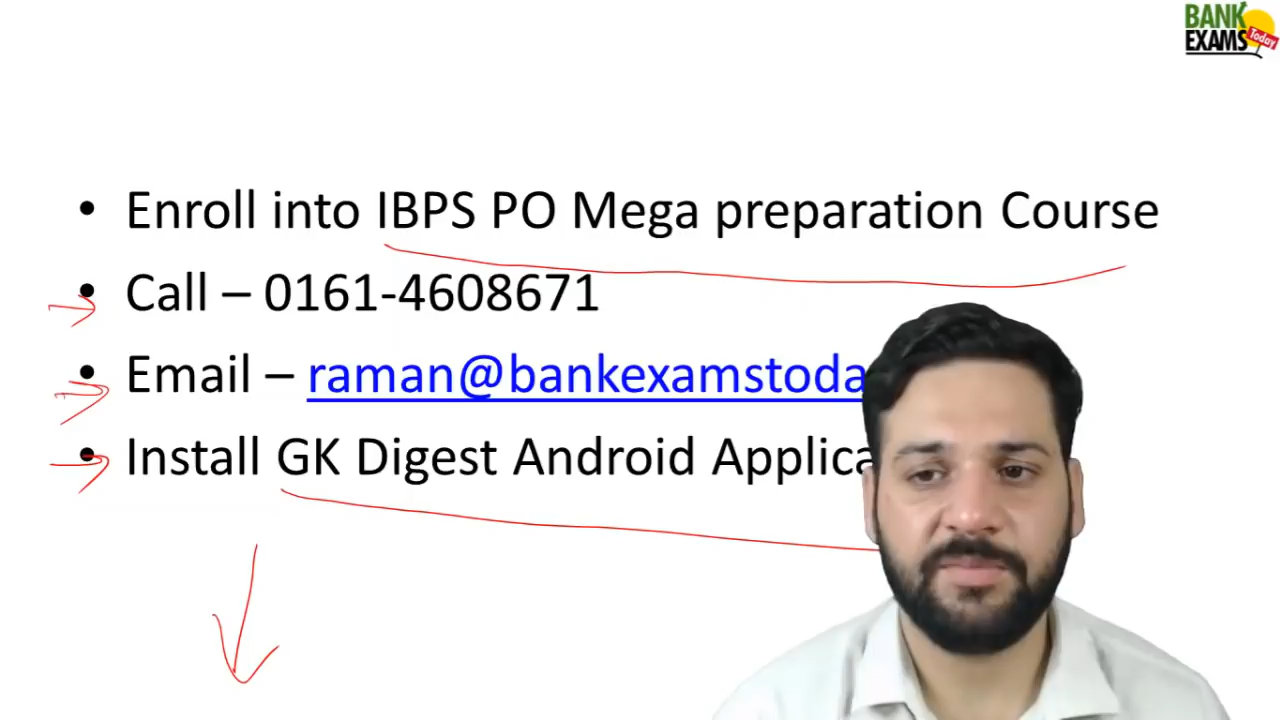 BANK
EXAMS Today
• Enroll into IBPS PO Mega preparation Course
• Call – 0161-4608671
• Email – raman@bankexamstoda
• Install GK Digest Android Applica